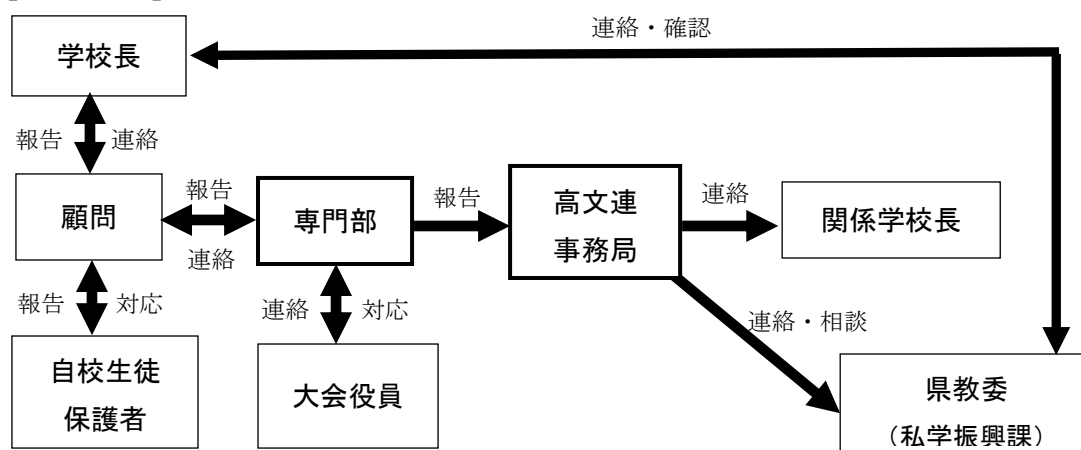 連絡・確認
学校長
報告 連絡
顧問
報告
連絡
専門部
報告
高文連
事務局
連絡
関係学校長
報告 対応
連絡 対応
連絡・相談
自校生徒
保護者
大会役員
県教委
（私学振興課）